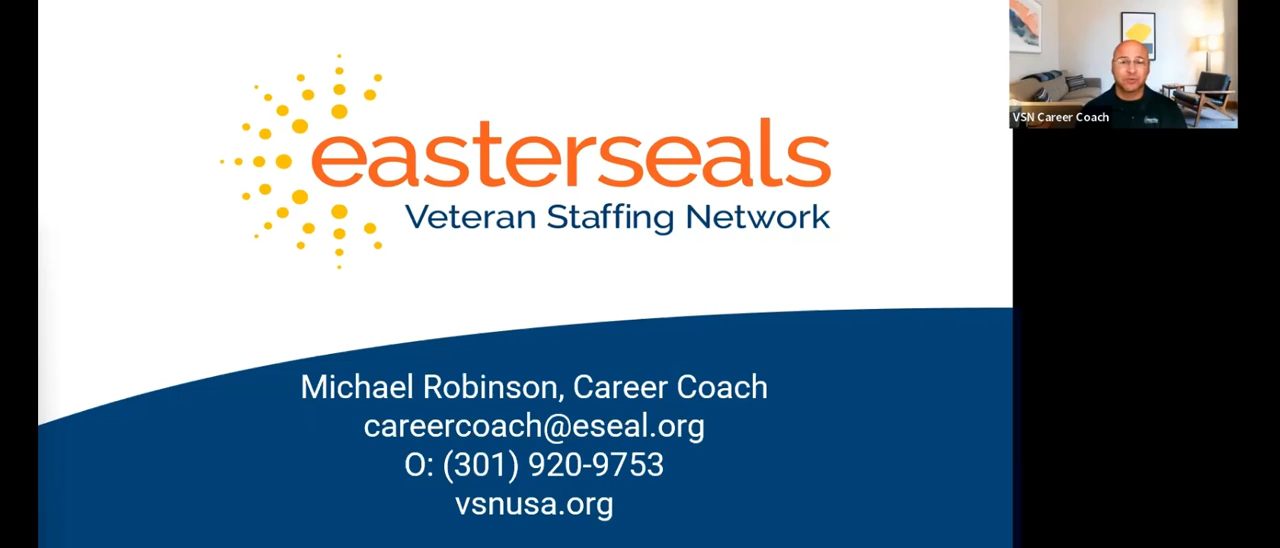 easterseals
Veteran Staffing Network
Michael Robinson, Career Coach
careercoach@eseal.org
O: (301) 920-9753
vsnusa.org
VSN Career Coach